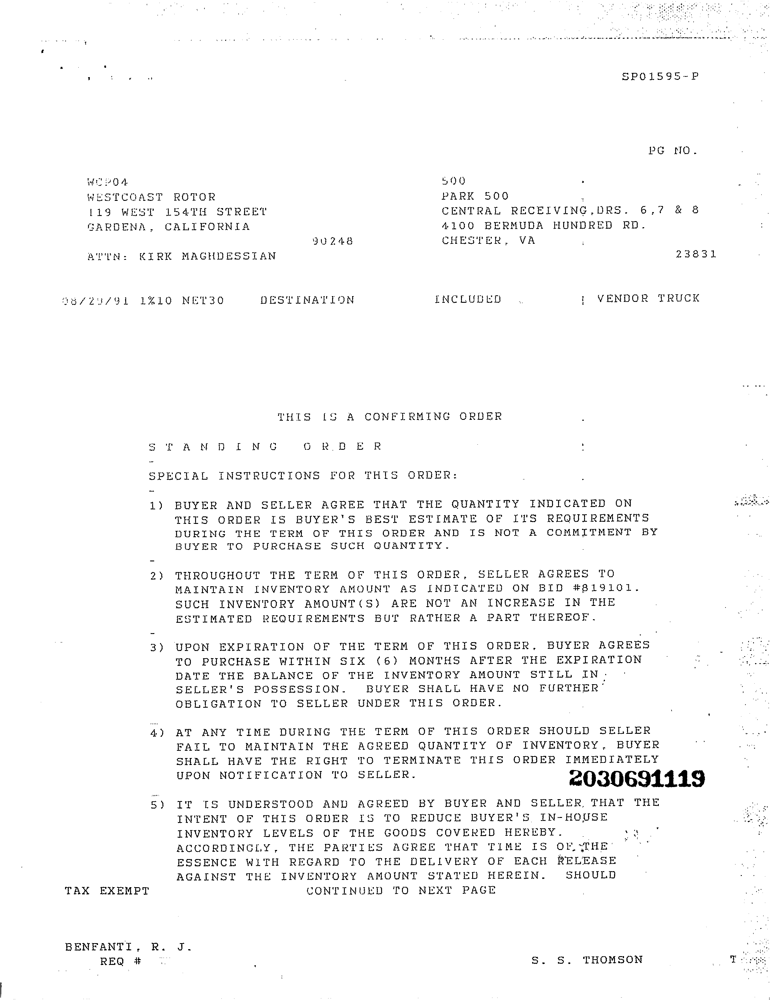 SP01595-P
PG NO.
WCP04
WESTCOAST ROTOR
119 WEST 154TH STREET
GARDENA, CALIFORNIA
90248
ATTN: KIRK MAGHDESSIAN
500
PARK 500
CENTRAL RECEIVING,DRS. 6,7 & 8
4100 BERMUDA HUNDRED RD.
CHESTER, VA
23831
08/29/91 1%10 NET30 DESTINATION INCLUDED VENDOR TRUCK
THIS IS A CONFIRMING ORDER
S T A N D I N G O R D E R
SPECIAL INSTRUCTIONS FOR THIS ORDER:
1) BUYER AND SELLER AGREE THAT THE QUANTITY INDICATED ON
THIS ORDER IS BUYER'S BEST ESTIMATE OF ITS REQUIREMENTS
DURING THE TERM OF THIS ORDER AND IS NOT A COMMITMENT BY
BUYER TO PURCHASE SUCH QUANTITY.
2) THROUGHOUT THE TERM OF THIS ORDER, SELLER AGREES TO
MAINTAIN INVENTORY AMOUNT AS INDICATED ON BID #819101.
SUCH INVENTORY AMOUNT(S) ARE NOT AN INCREASE IN THE
ESTIMATED REQUIREMENTS BUT RATHER A PART THEREOF.
3) UPON EXPIRATION OF THE TERM OF THIS ORDER, BUYER AGREES
TO PURCHASE WITHIN SIX (6) MONTHS AFTER THE EXPIRATION
DATE THE BALANCE OF THE INVENTORY AMOUNT STILL IN
SELLER'S POSSESSION. BUYER SHALL HAVE NO FURTHER
OBLIGATION TO SELLER UNDER THIS ORDER.
4) AT ANY TIME DURING THE TERM OF THIS ORDER SHOULD SELLER
FAIL TO MAINTAIN THE AGREED QUANTITY OF INVENTORY, BUYER
SHALL HAVE THE RIGHT TO TERMINATE THIS ORDER IMMEDIATELY
UPON NOTIFICATION TO SELLER.
2030691119
5) IT IS UNDERSTOOD AND AGREED BY BUYER AND SELLER THAT THE
INTENT OF THIS ORDER IS TO REDUCE BUYER'S IN-HOUSE
INVENTORY LEVELS OF THE GOODS COVERED HEREBY.
ACCORDINGLY, THE PARTIES AGREE THAT TIME IS OF THE
ESSENCE WITH REGARD TO THE DELIVERY OF EACH RELEASE
AGAINST THE INVENTORY AMOUNT STATED HEREIN. SHOULD
TAX EXEMPT CONTINUED TO NEXT PAGE
BENFANTI, R. J.
REQ #
S. S. THOMSON T